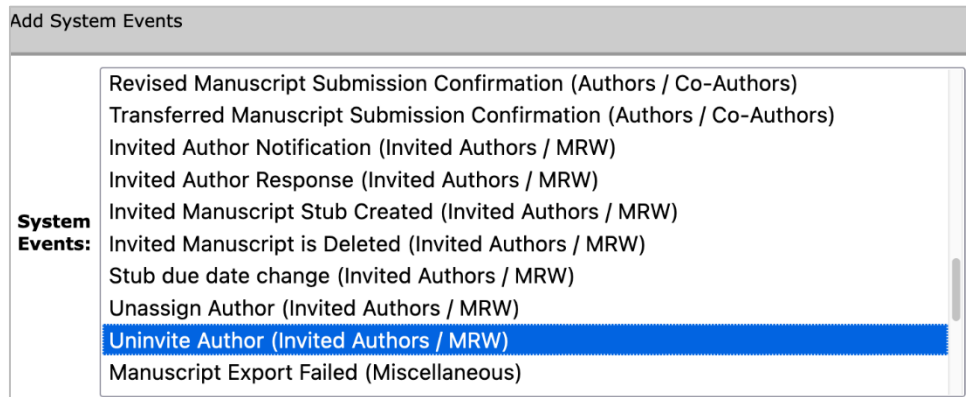 Add System Events
Revised Manuscript Submission Confirmation (Authors / Co-Authors)
Transferred Manuscript Submission Confirmation (Authors / Co-Authors)
Invited Author Notification (Invited Authors / MRW)
Invited Author Response (Invited Authors / MRW)
Invited Manuscript Stub Created (Invited Authors / MRW)
System
Events:
Invited Manuscript is Deleted (Invited Authors / MRW)
Stub due date change (Invited Authors / MRW)
Unassign Author (Invited Authors / MRW)
Uninvite Author (Invited Authors / MRW)
Manuscript Export Failed (Miscellaneous)